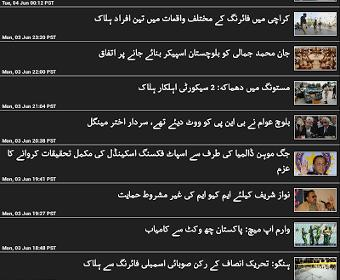 Tue, 04 Jun 00:12 PST
کراچی میں فائرنگ کے مختلف واقعات میں تین افراد ہلاک
Mon, 03 Jun 23:20 PST
جان محمد جمالی کو بلوچستان اسپیکر بنائے جانے پر اتفاق
Mon, 03 Jun 22:00 PST
مستونگ میں دھماکہ: 2 سیکورٹی اہلکار ہلاک
Mon, 03 Jun 21:04 PST
بلوچ عوام نے بی این پی کو ووٹ دیئے تھے، سردار اختر مینگل
Mon, 03 Jun 20:38 PST
جگ موہن ڈالمیا کی طرف سے اسپاٹ فکسنگ اسکینڈل کی مکمل تحقیقات کروانے کا
عزم
Mon, 03 Jun 19:41 PST
نواز شریف کیلئے ایم کیو ایم کی غیر مشروط حمایت
Mon, 03 Jun 19:27 PST
وارم اپ میچ: پاکستان چھ وکٹ سے کامیاب
Mon, 03 Jun 18:48 PST
ہنگو: تحریک انصاف کے رکن صوبائی اسمبلی فائرنگ سے ہلاک